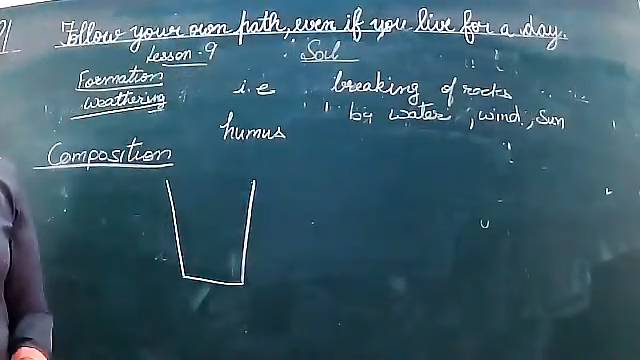 Follow your own path, even if you live for a day.
Lesson - 9 Soil
Formation
Weathering i.e breaking of rocks
by water, wind, sun
humus
Composition